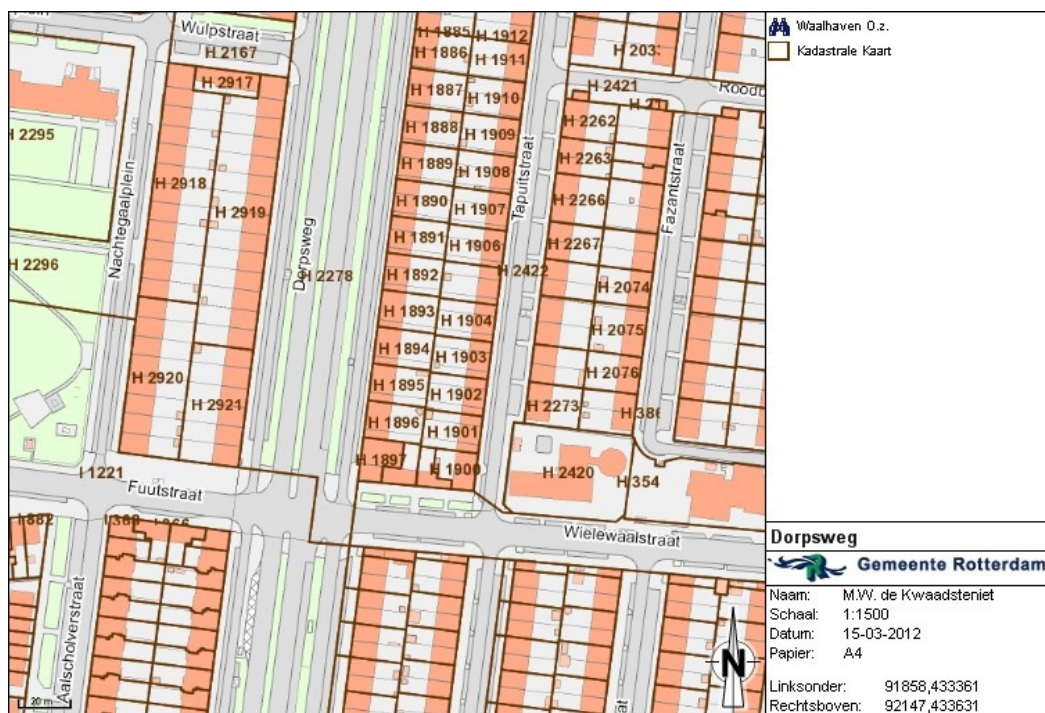 Wulpstraat
H 2167
H 2917
H 2295
H 2918
H 2919
Nachtegaalplein
H 2296
H 2920
H 2921
Dorpsweg
H 2278
I 1221
Fuutstraat
I 882
Aalscholverstraat
20 m
H 1885
H 1912
H 1886
H 1911
H 1887
H 1910
H 1888
H 1909
H 1889
H 1908
H 1890
H 1907
H 1891
H 1906
H 1892
H 1893
H 1904
H 1894
H 1903
H 1895
H 1902
H 1896
H 1901
H 1897
H 1900
Tapuitstraat
H 2422
H 2421
H 2262
H 2263
H 2266
H 2267
H 2074
H 2075
H 2076
H 2273
Fazantstraat
H 2420
H 354
Wielewaalstraat
N
Waalhaven O.z.
Kadastrale Kaart
Dorpsweg
Gemeente Rotterdam
Naam: M.W. de Kwaadsteniet
Schaal: 1:1500
Datum: 15-03-2012
Papier: A4
Linksonder: 91858,433361
Rechtsboven: 92147,433631